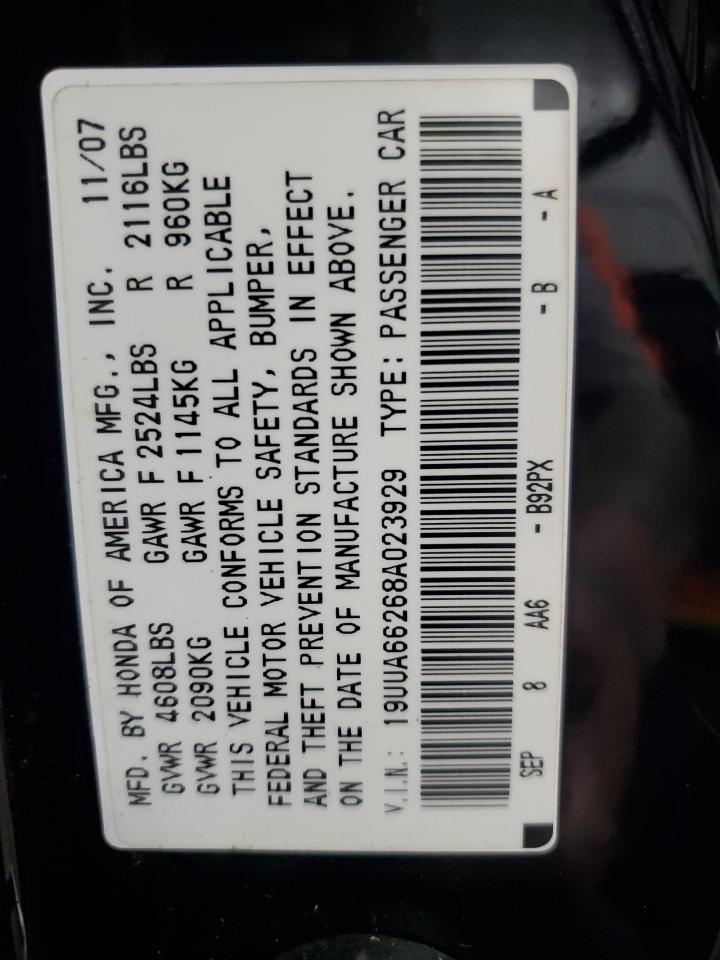 MFD. BY HONDA OF AMERICA MFG., INC. 11/07
GVWR 4608LBS GAWR F 2524LBS R 2116LBS
GVWR 2090KG GAWR F 1145KG R 960KG
THIS VEHICLE CONFORMS TO ALL APPLICABLE
FEDERAL MOTOR VEHICLE SAFETY, BUMPER,
AND THEFT PREVENTION STANDARDS IN EFFECT
ON THE DATE OF MANUFACTURE SHOWN ABOVE.
V.I.N.: 19UUA66268A023929 TYPE: PASSENGER CAR
SEP 8 AA6 - B92PX - B - A